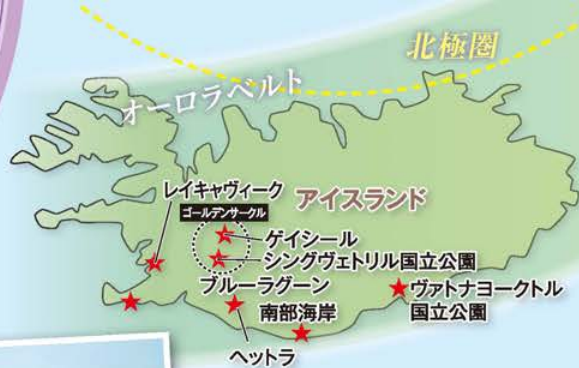 北極圏
オーロラベルト
レイキャヴィーク
アイスランド
ゴールデンサークル
ゲイシール
シングヴェトリル国立公園
ブルーラグーン
ヴァトナヨークトル
国立公園
南部海岸
ヘットラ